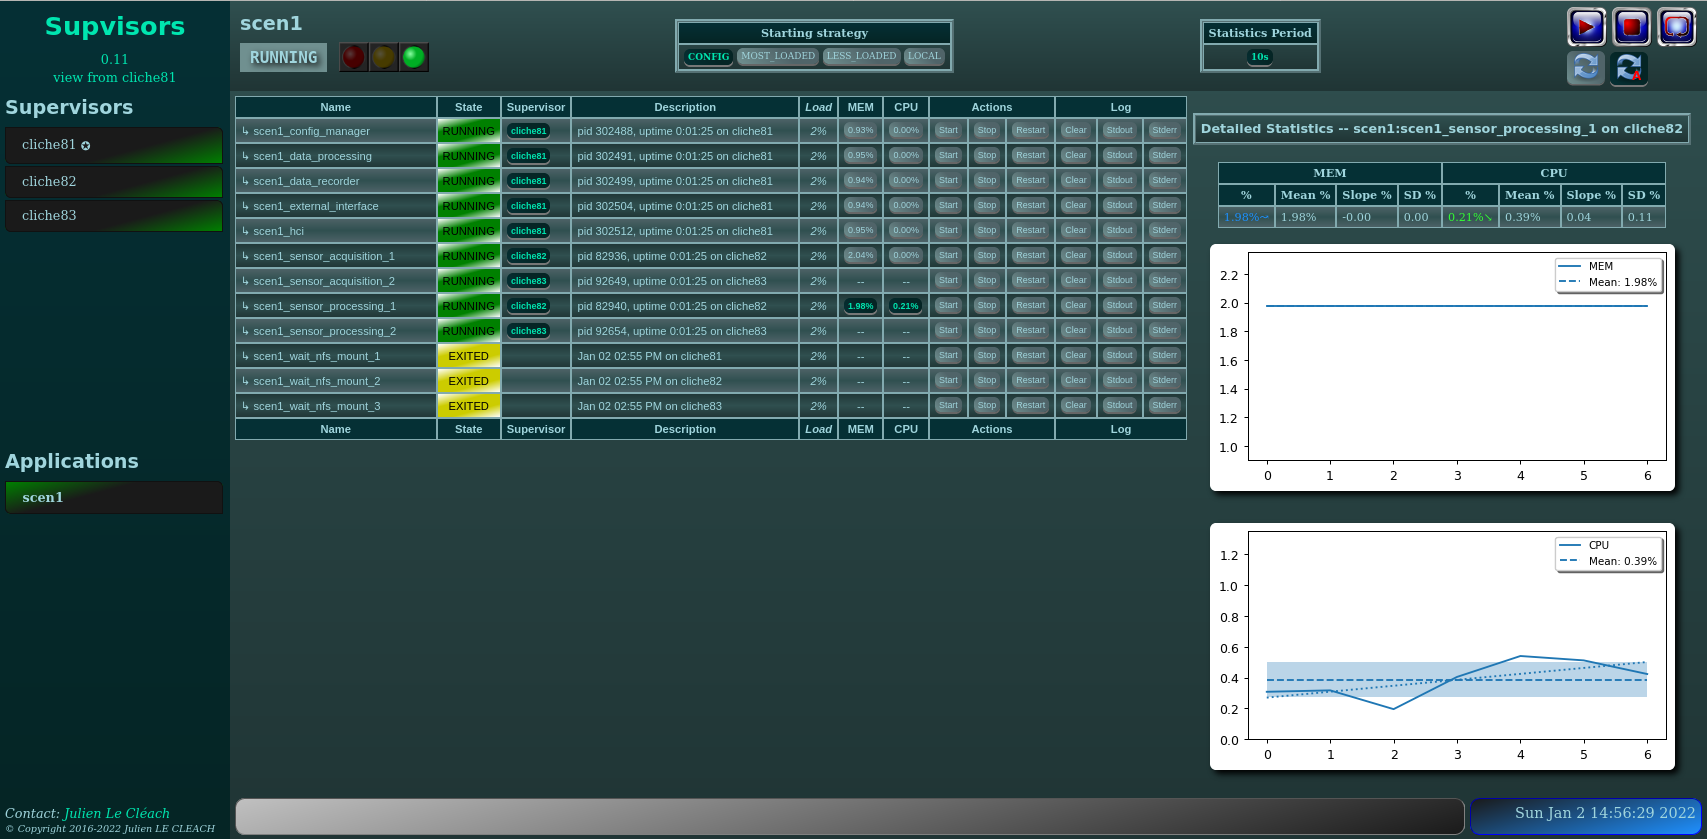 Supvisors
0.11
view from cliche81
Supervisors
cliche81 ✪
cliche82
cliche83
Applications
scen1
Contact: Julien Le Cléach
© Copyright 2016-2022 Julien LE CLEACH
scen1
RUNNING
Starting strategy
CONFIG MOST_LOADED LESS_LOADED LOCAL
Statistics Period
10s
Name State Supervisor Description Load MEM CPU Actions Log
↳ scen1_config_manager RUNNING cliche81 pid 302488, uptime 0:01:25 on cliche81 2% 0.93% 0.00% Start Stop Restart Clear Stdout Stderr
↳ scen1_data_processing RUNNING cliche81 pid 302491, uptime 0:01:25 on cliche81 2% 0.95% 0.00% Start Stop Restart Clear Stdout Stderr
↳ scen1_data_recorder RUNNING cliche81 pid 302499, uptime 0:01:25 on cliche81 2% 0.94% 0.00% Start Stop Restart Clear Stdout Stderr
↳ scen1_external_interface RUNNING cliche81 pid 302504, uptime 0:01:25 on cliche81 2% 0.94% 0.00% Start Stop Restart Clear Stdout Stderr
↳ scen1_hci RUNNING cliche81 pid 302512, uptime 0:01:25 on cliche81 2% 0.95% 0.00% Start Stop Restart Clear Stdout Stderr
↳ scen1_sensor_acquisition_1 RUNNING cliche82 pid 82936, uptime 0:01:25 on cliche82 2% 2.04% 0.00% Start Stop Restart Clear Stdout Stderr
↳ scen1_sensor_acquisition_2 RUNNING cliche83 pid 92649, uptime 0:01:25 on cliche83 2% -- -- Start Stop Restart Clear Stdout Stderr
↳ scen1_sensor_processing_1 RUNNING cliche82 pid 82940, uptime 0:01:25 on cliche82 2% 1.98% 0.21% Start Stop Restart Clear Stdout Stderr
↳ scen1_sensor_processing_2 RUNNING cliche83 pid 92654, uptime 0:01:25 on cliche83 2% -- -- Start Stop Restart Clear Stdout Stderr
↳ scen1_wait_nfs_mount_1 EXITED Jan 02 02:55 PM on cliche81 2% -- -- Start Stop Restart Clear Stdout Stderr
↳ scen1_wait_nfs_mount_2 EXITED Jan 02 02:55 PM on cliche82 2% -- -- Start Stop Restart Clear Stdout Stderr
↳ scen1_wait_nfs_mount_3 EXITED Jan 02 02:55 PM on cliche83 2% -- -- Start Stop Restart Clear Stdout Stderr
Name State Supervisor Description Load MEM CPU Actions Log
Detailed Statistics -- scen1:scen1_sensor_processing_1 on cliche82
MEM CPU
% Mean % Slope % SD % % Mean % Slope % SD %
1.98%~ 1.98% -0.00 0.00 0.21%↘ 0.39% 0.04 0.11
MEM
Mean: 1.98%
2.2
2.0
1.8
1.6
1.4
1.2
1.0
0 1 2 3 4 5 6
CPU
Mean: 0.39%
1.2
1.0
0.8
0.6
0.4
0.2
0.0
0 1 2 3 4 5 6
Sun Jan 2 14:56:29 2022